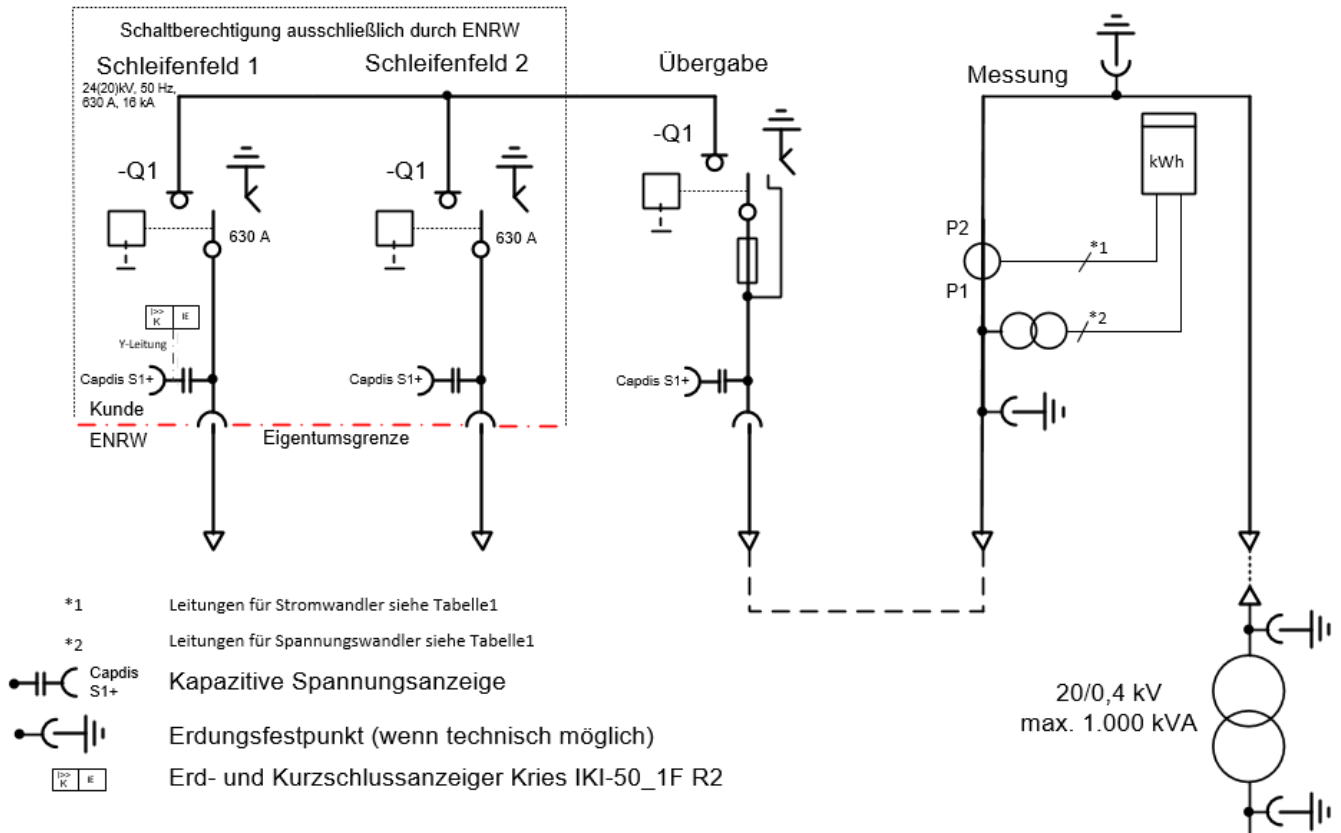 Schaltberechtigung ausschließlich durch ENRW
Schleifenfeld 1
24(20)kV, 50 Hz,
630 A, 16 kA
Schleifenfeld 2
Übergabe
Messung
-Q1
-Q1
-Q1
kWh
630 A
630 A
P2
P1
*1
*2
I>>
K
IE
Y-Leitung
Capdis S1+
Capdis S1+
Capdis S1+
Kunde
ENRW
Eigentumsgrenze
*1 Leitungen für Stromwandler siehe Tabelle1
*2 Leitungen für Spannungswandler siehe Tabelle1
Capdis
S1+
Kapazitive Spannungsanzeige
Erdungsfestpunkt (wenn technisch möglich)
I>>
K
IE
Erd- und Kurzschlussanzeiger Kries IKI-50_1F R2
20/0,4 kV
max. 1.000 kVA